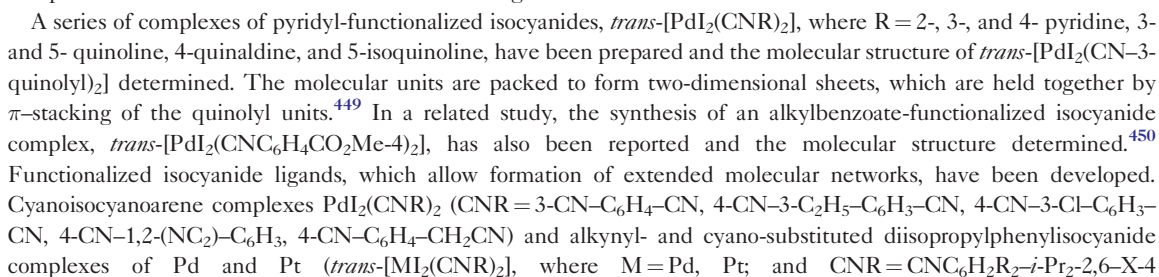 A series of complexes of pyridyl-functionalized isocyanides, trans-[PdI₂(CNR)₂], where R = 2-, 3-, and 4- pyridine, 3-
and 5- quinoline, 4-quinaldine, and 5-isoquinoline, have been prepared and the molecular structure of trans-[PdI₂(CN–3-
quinolyl)₂] determined. The molecular units are packed to form two-dimensional sheets, which are held together by
π–stacking of the quinolyl units.⁴⁴⁹ In a related study, the synthesis of an alkylbenzoate-functionalized isocyanide
complex, trans-[PdI₂(CNC₆H₄CO₂Me-4)₂], has also been reported and the molecular structure determined.⁴⁵⁰
Functionalized isocyanide ligands, which allow formation of extended molecular networks, have been developed.
Cyanoisocyanoarene complexes PdI₂(CNR)₂ (CNR = 3-CN–C₆H₄–CN, 4-CN–3-C₂H₅–C₆H₃–CN, 4-CN–3-Cl–C₆H₃–
CN, 4-CN–1,2-(NC₂)–C₆H₃, 4-CN–C₆H₄–CH₂CN) and alkynyl- and cyano-substituted diisopropylphenylisocyanide
complexes of Pd and Pt (trans-[MI₂(CNR)₂], where M = Pd, Pt; and CNR = CNC₆H₂R₂–i-Pr₂-2,6–X-4